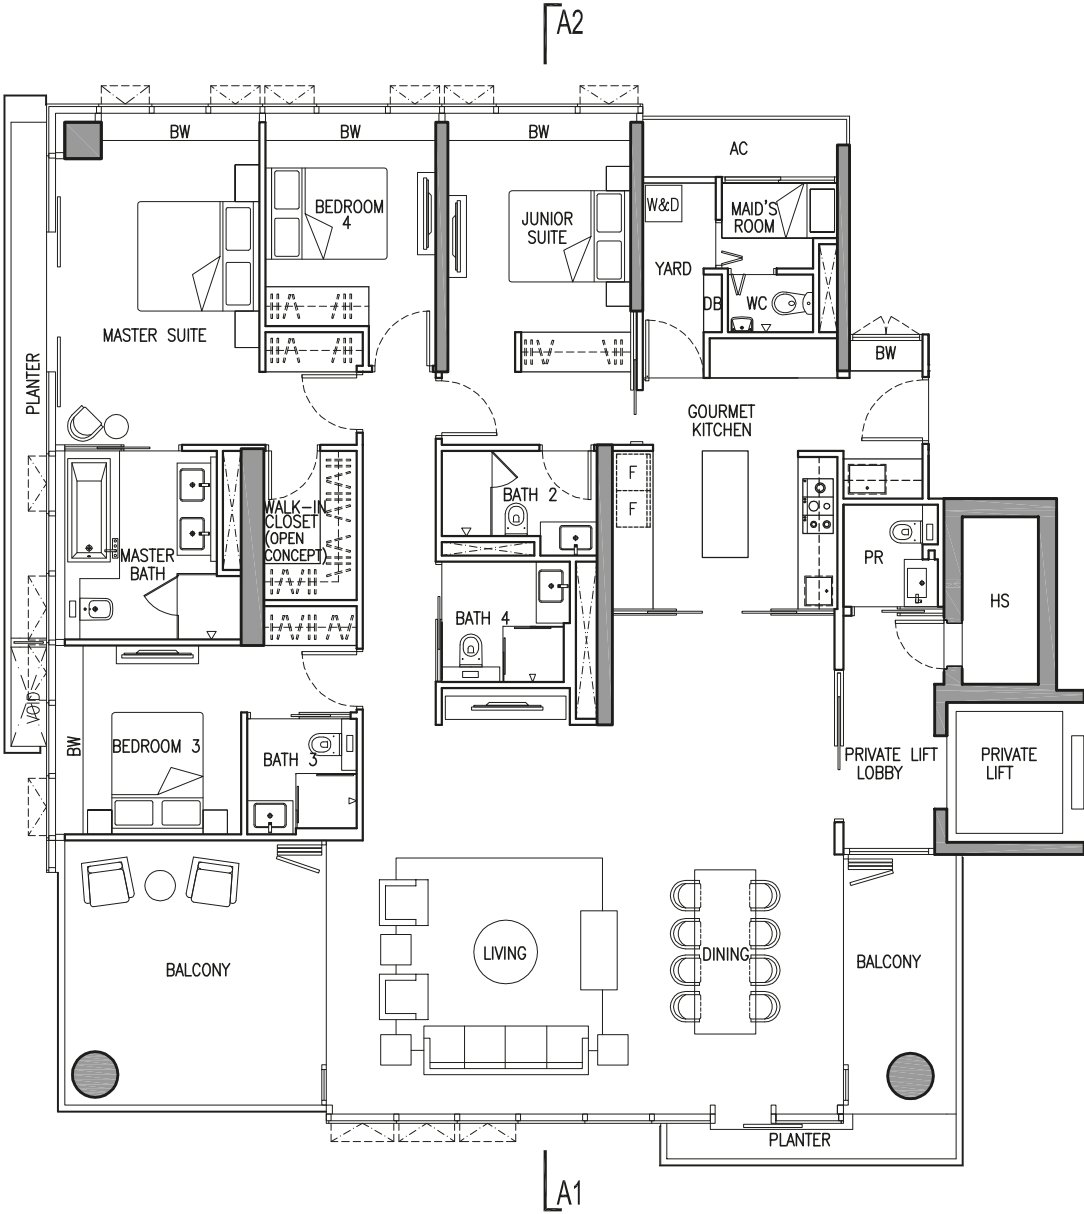 A2
BW
BW
BW
AC
BEDROOM
4
JUNIOR
SUITE
W&D
MAID'S
ROOM
YARD
DB
WC
MASTER SUITE
PLANTER
BW
GOURMET
KITCHEN
F
F
BATH 2
WALK-IN
CLOSET
(OPEN
CONCEPT)
MASTER
BATH
PR
HS
BATH 4
VOID
BW
BEDROOM 3
BATH 3
PRIVATE LIFT
LOBBY
PRIVATE
LIFT
BALCONY
LIVING
DINING
BALCONY
PLANTER
A1